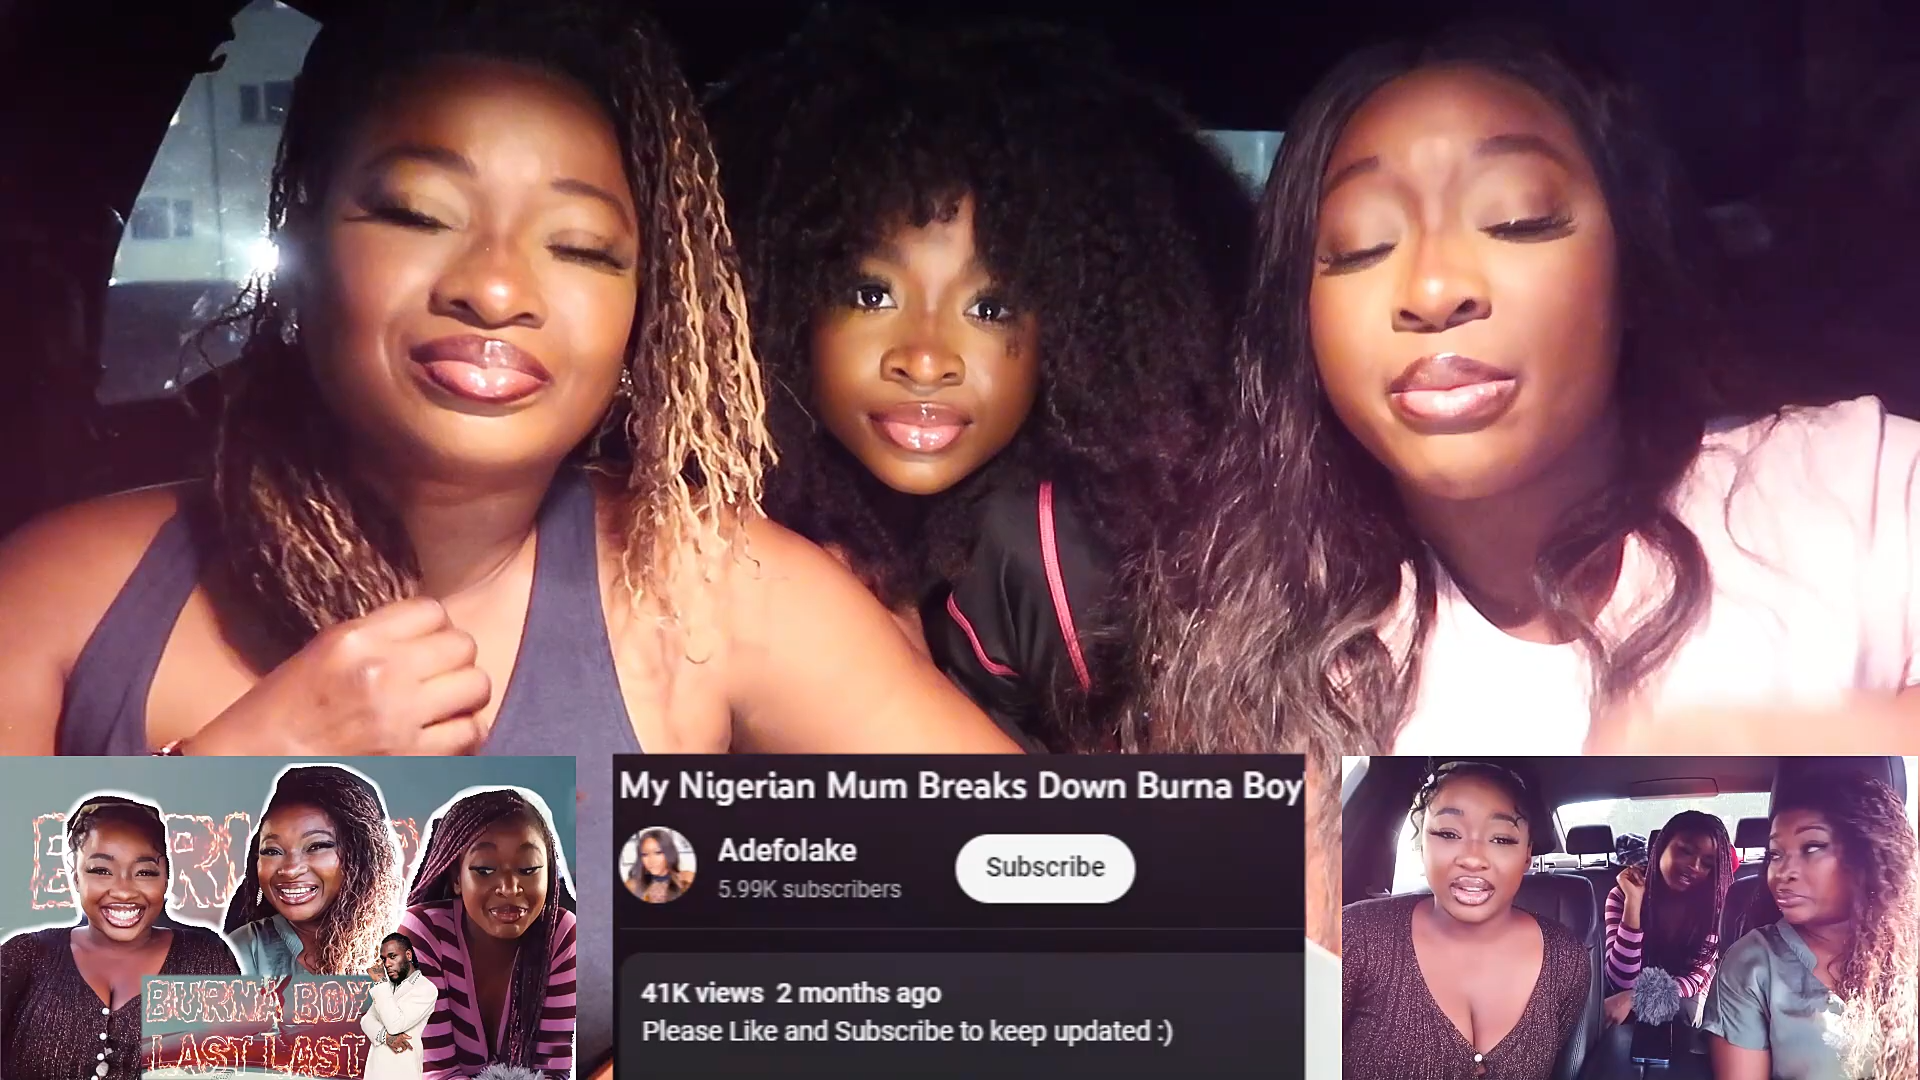 My Nigerian Mum Breaks Down Burna Boy'
Adefolake
5.99K subscribers
Subscribe
41K views 2 months ago
Please Like and Subscribe to keep updated :)
BURNA BOY
LAST LAST